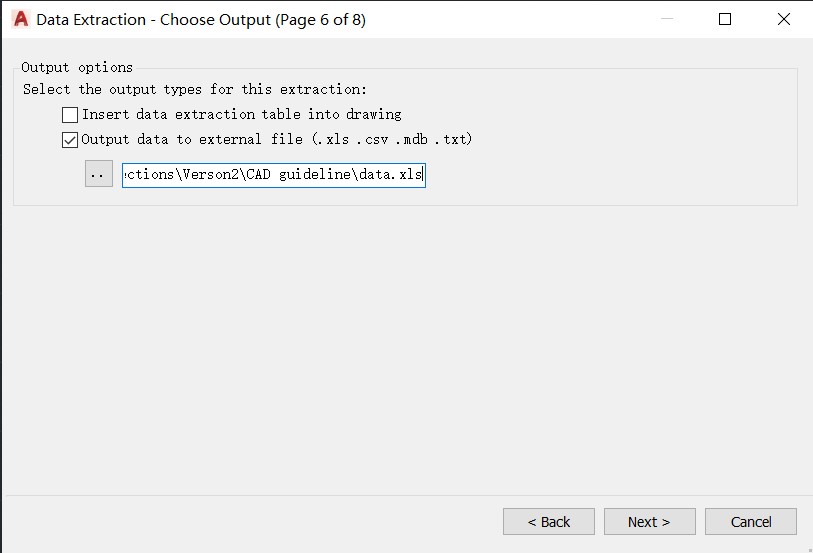 Data Extraction - Choose Output (Page 6 of 8)
Output options
Select the output types for this extraction:
Insert data extraction table into drawing
Output data to external file (.xls .csv .mdb .txt)
.. ctions\Verson2\CAD guideline\data.xls
< Back Next > Cancel